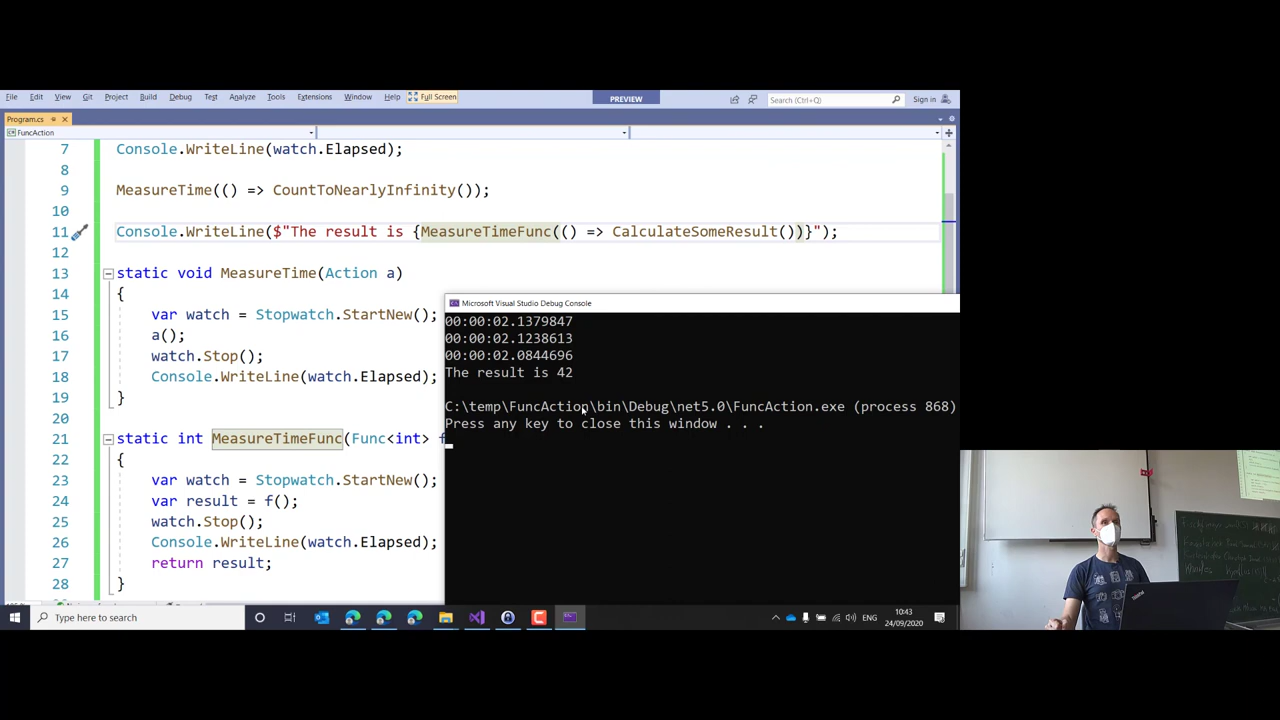 File Edit View Git Project Build Debug Test Analyze Tools Extensions Window Help Full Screen PREVIEW Search (Ctrl+Q) Sign in
Program.cs
FuncAction
7 Console.WriteLine(watch.Elapsed);
8
9 MeasureTime(() => CountToNearlyInfinity());
10
11 Console.WriteLine($"The result is {MeasureTimeFunc(() => CalculateSomeResult())}");
12
13 static void MeasureTime(Action a)
14 {
15 var watch = Stopwatch.StartNew();
16 a();
17 watch.Stop();
18 Console.WriteLine(watch.Elapsed);
19 }
20
21 static int MeasureTimeFunc(Func<int> f
22 {
23 var watch = Stopwatch.StartNew();
24 var result = f();
25 watch.Stop();
26 Console.WriteLine(watch.Elapsed);
27 return result;
28 }
Microsoft Visual Studio Debug Console
00:00:02.1379847
00:00:02.1238613
00:00:02.0844696
The result is 42
C:\temp\FuncAction\bin\Debug\net5.0\FuncAction.exe (process 868)
Press any key to close this window . . .
Type here to search
ENG
10:43
24/09/2020